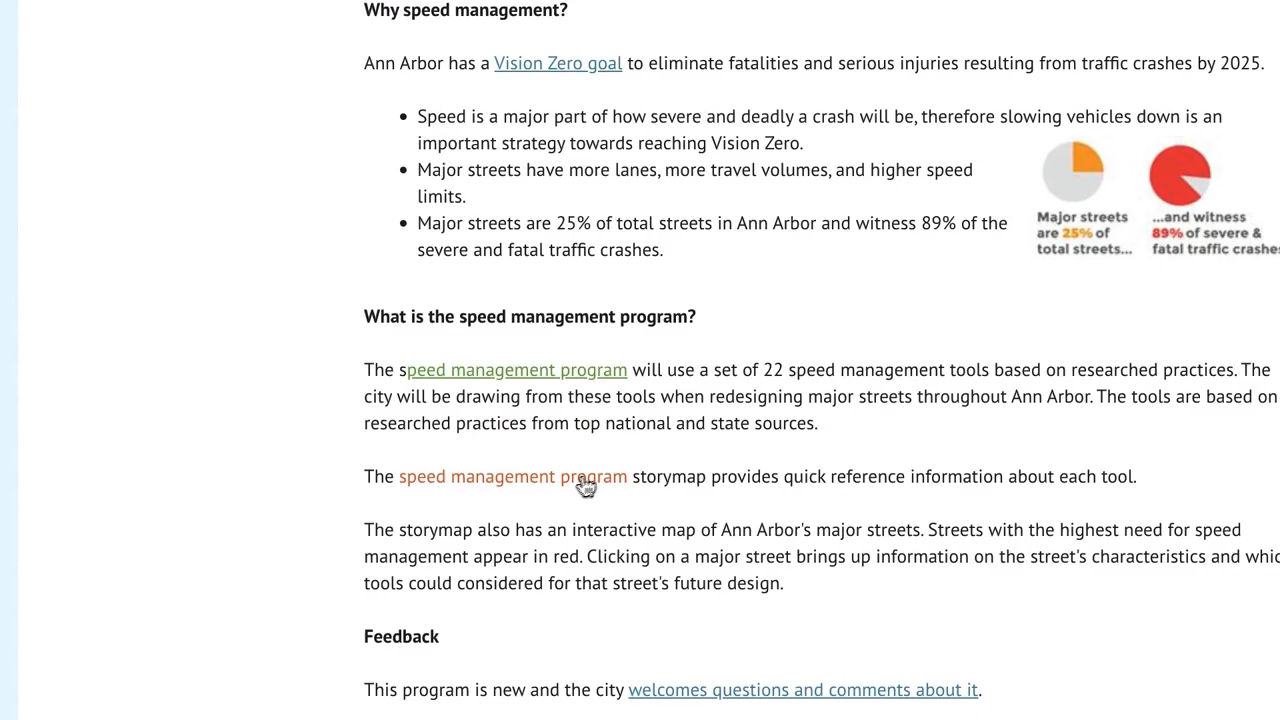 Why speed management?
Ann Arbor has a Vision Zero goal to eliminate fatalities and serious injuries resulting from traffic crashes by 2025.
Speed is a major part of how severe and deadly a crash will be, therefore slowing vehicles down is an
important strategy towards reaching Vision Zero.
Major streets have more lanes, more travel volumes, and higher speed
limits.
Major streets are 25% of total streets in Ann Arbor and witness 89% of the
severe and fatal traffic crashes.
Major streets
are 25% of
total streets...
...and witness
89% of severe &
fatal traffic crashes
What is the speed management program?
The speed management program will use a set of 22 speed management tools based on researched practices. The
city will be drawing from these tools when redesigning major streets throughout Ann Arbor. The tools are based on
researched practices from top national and state sources.
The speed management program storymap provides quick reference information about each tool.
The storymap also has an interactive map of Ann Arbor's major streets. Streets with the highest need for speed
management appear in red. Clicking on a major street brings up information on the street's characteristics and whic
tools could considered for that street's future design.
Feedback
This program is new and the city welcomes questions and comments about it.